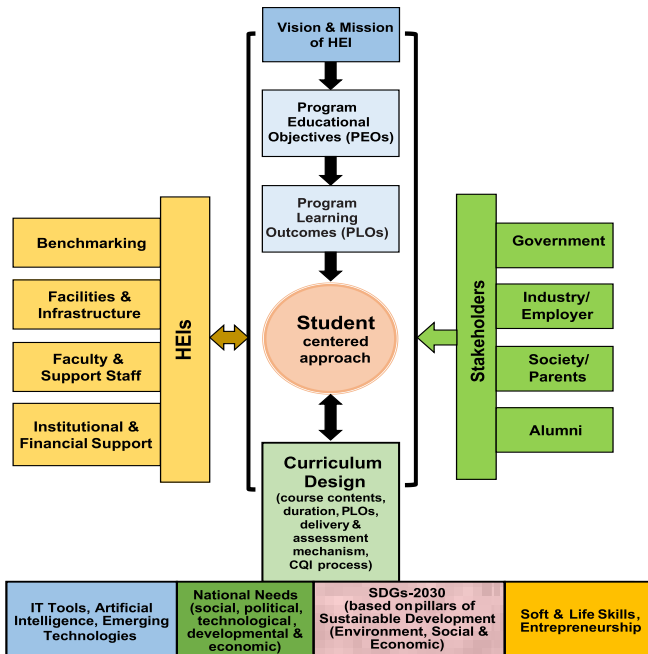 Vision & Mission
of HEI
Program
Educational
Objectives (PEOs)
Program
Learning
Outcomes (PLOs)
Student
centered
approach
Curriculum
Design
(course contents,
duration, PLOs,
delivery &
assessment
mechanism,
CQI process)
Benchmarking
Facilities &
Infrastructure
Faculty &
Support Staff
Institutional &
Financial Support
HEIs
Stakeholders
Government
Industry/
Employer
Society/
Parents
Alumni
IT Tools, Artificial
Intelligence, Emerging
Technologies
National Needs
(social, political,
technological,
developmental &
economic)
SDGs-2030
(based on pillars of
Sustainable Development
(Environment, Social &
Economic)
Soft & Life Skills,
Entrepreneurship